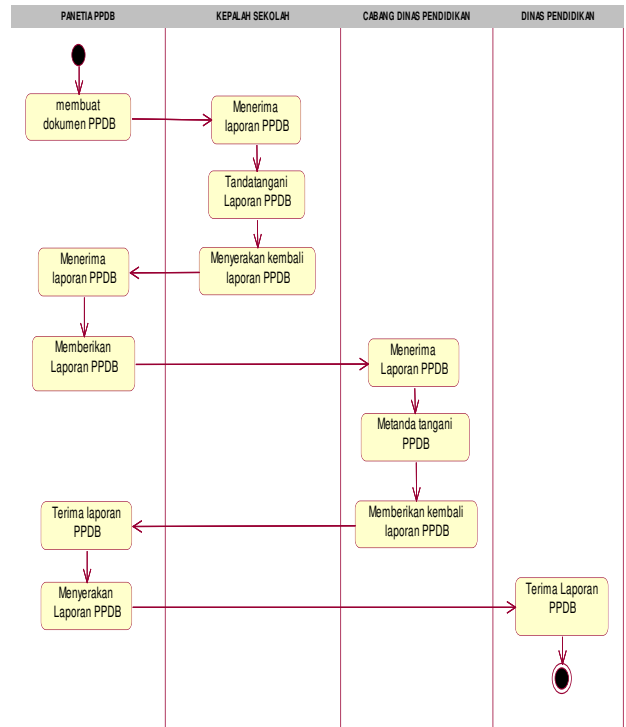 PANETIA PPDB
KEPALAH SEKOLAH
CABANG DINAS PENDIDIKAN
DINAS PENDIDIKAN
membuat
dokumen PPDB
Menerima
laporan PPDB
Tandatangani
Laporan PPDB
Menyerakan kembali
laporan PPDB
Menerima
laporan PPDB
Memberikan
Laporan PPDB
Menerima
Laporan PPDB
Metanda tangani
PPDB
Memberikan kembali
laporan PPDB
Terima laporan
PPDB
Menyerakan
Laporan PPDB
Terima Laporan
PPDB